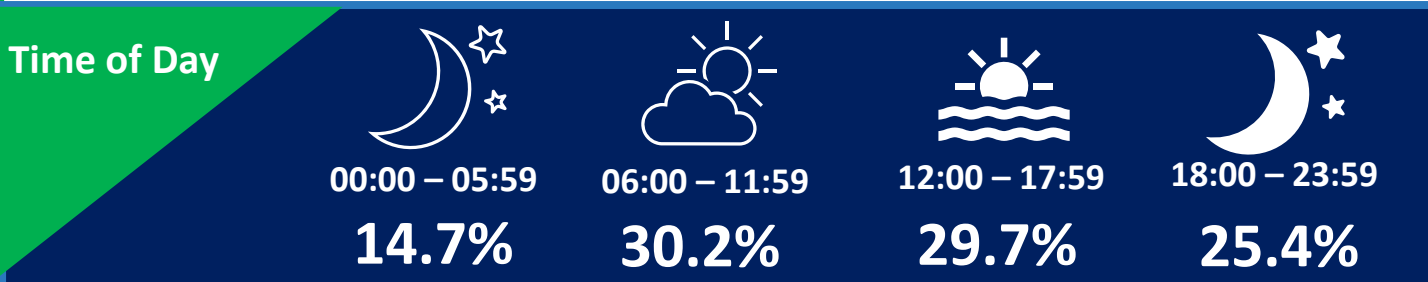 Time of Day
00:00 – 05:59
06:00 – 11:59
12:00 – 17:59
18:00 – 23:59
14.7%
30.2%
29.7%
25.4%